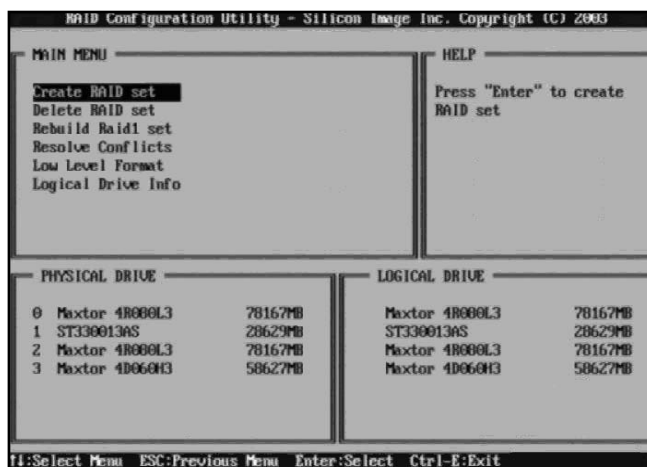 RAID Configuration Utility - Silicon Image Inc. Copyright (C) 2003
MAIN MENU
Create RAID set
Delete RAID set
Rebuild Raid1 set
Resolve Conflicts
Low Level Format
Logical Drive Info
HELP
Press "Enter" to create
RAID set
PHYSICAL DRIVE
0 Maxtor 4R080L3 78167MB
1 ST330013AS 28629MB
2 Maxtor 4R080L3 78167MB
3 Maxtor 4D060H3 58627MB
LOGICAL DRIVE
Maxtor 4R080L3 78167MB
ST330013AS 28629MB
Maxtor 4R080L3 78167MB
Maxtor 4D060H3 58627MB
↑↓:Select Menu ESC:Previous Menu Enter:Select Ctrl-E:Exit